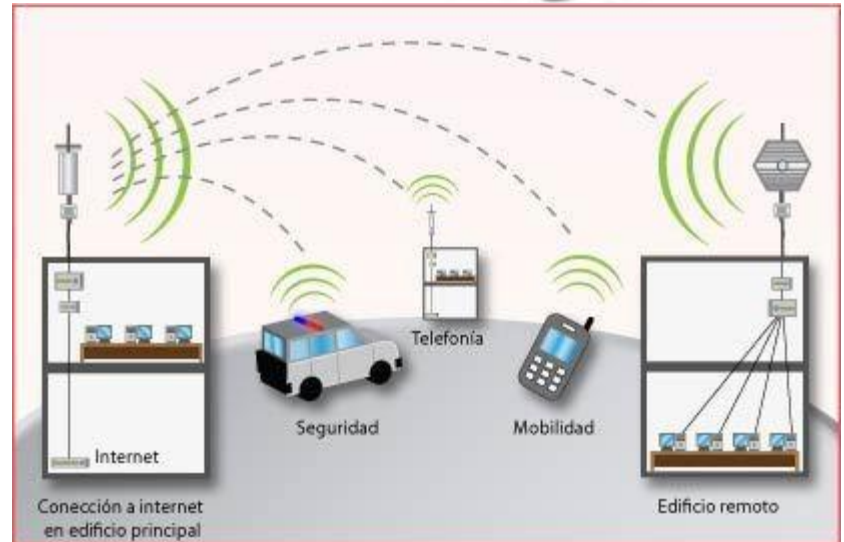 Telefonía
Seguridad
Mobilidad
Internet
Conección a internet
en edificio principal
Edificio remoto